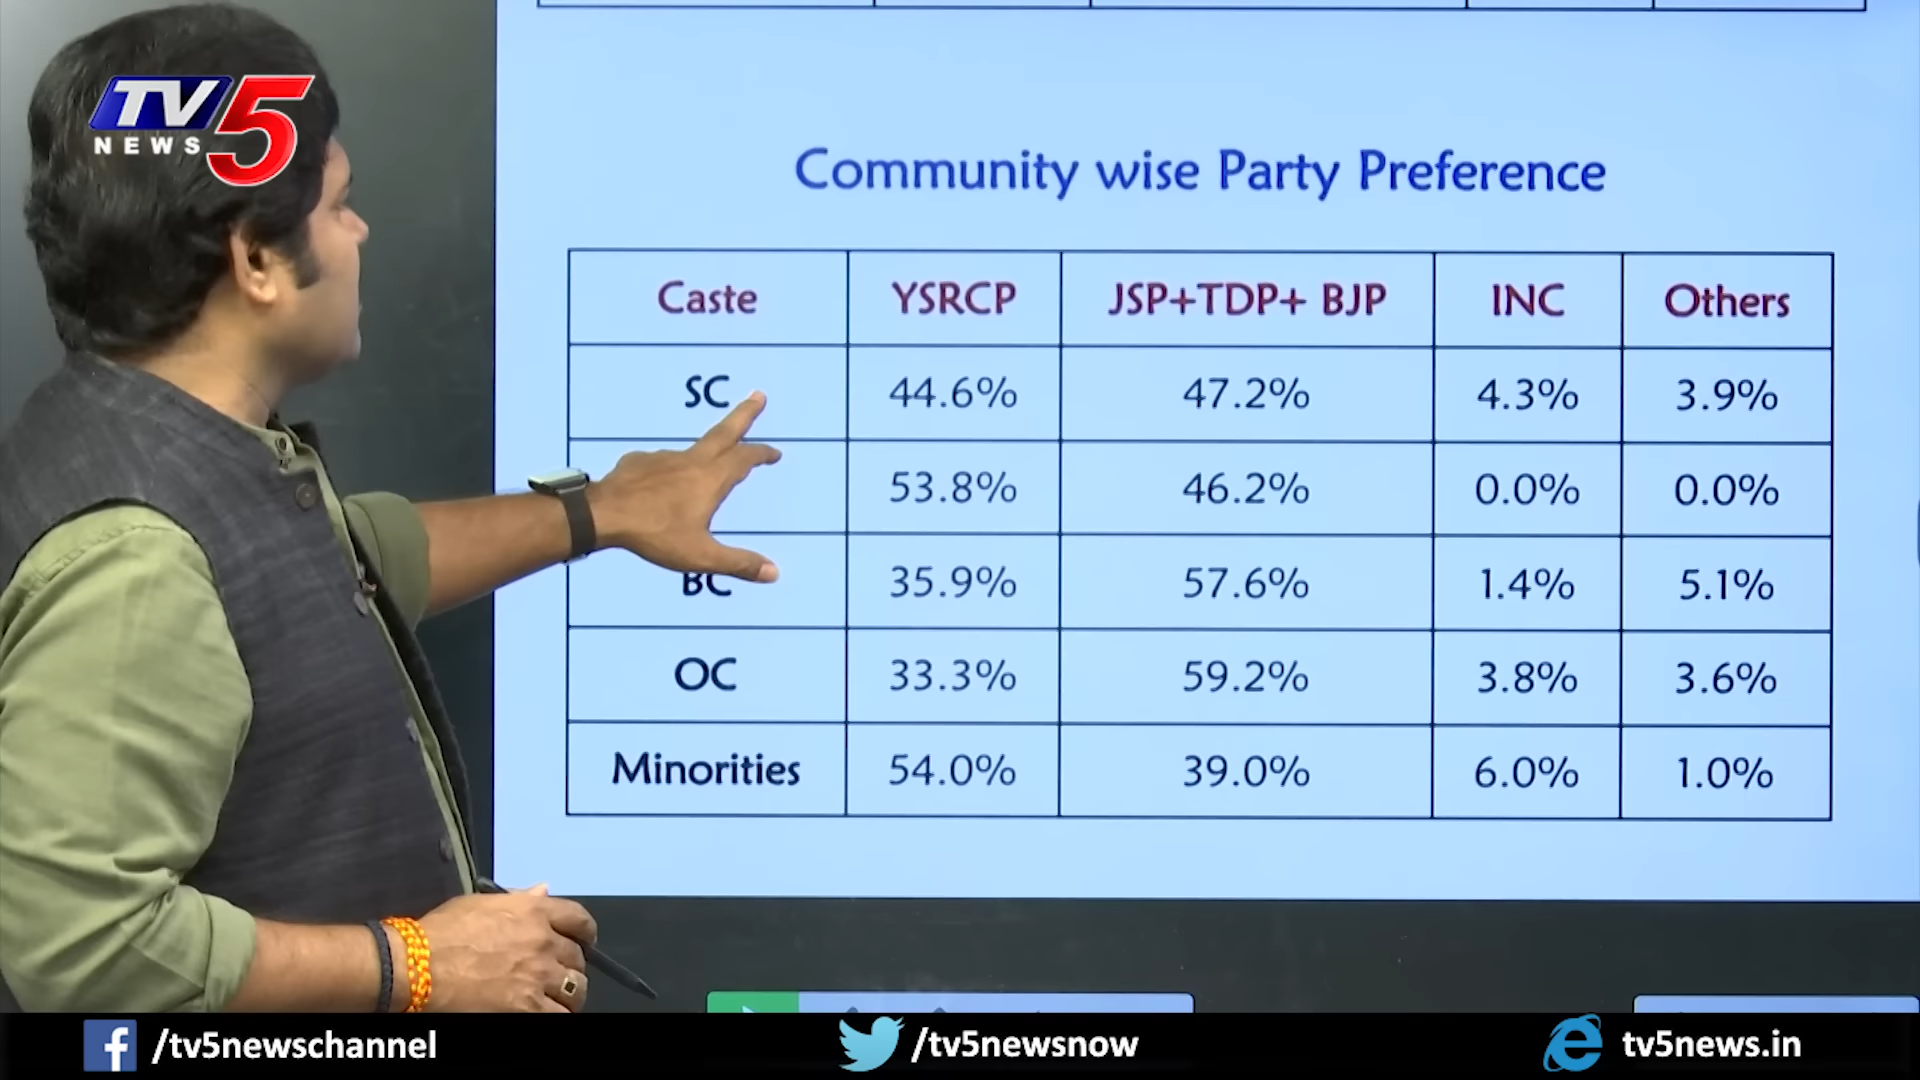 TV5
NEWS
Community wise Party Preference
Caste YSRCP JSP+TDP+ BJP INC Others
SC 44.6% 47.2% 4.3% 3.9%
53.8% 46.2% 0.0% 0.0%
BC 35.9% 57.6% 1.4% 5.1%
OC 33.3% 59.2% 3.8% 3.6%
Minorities 54.0% 39.0% 6.0% 1.0%
f /tv5newschannel /tv5newsnow tv5news.in